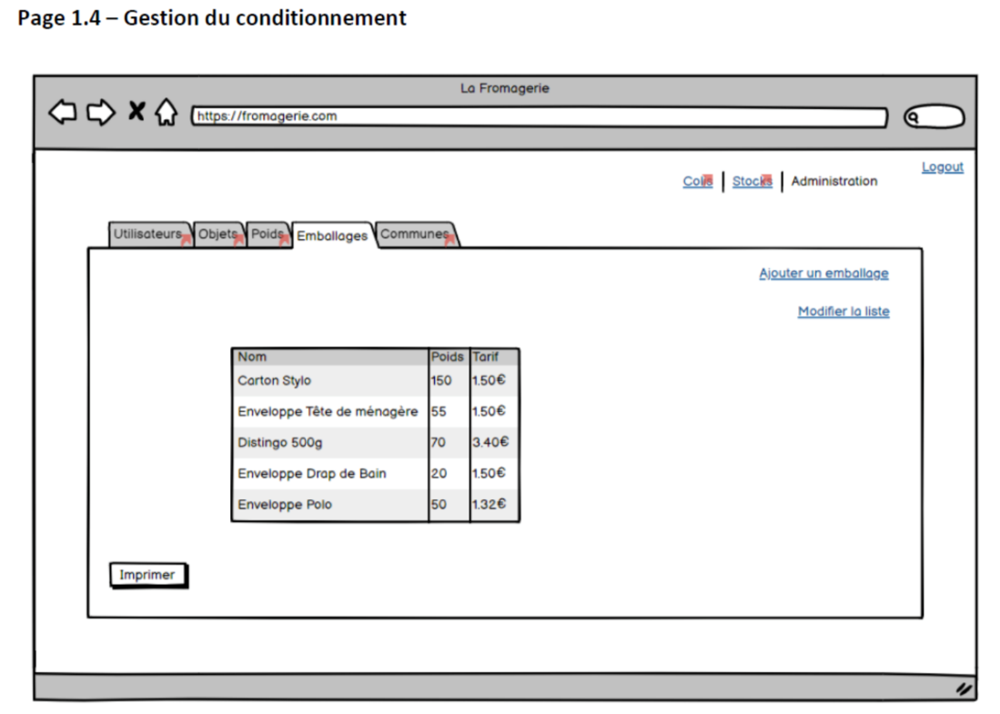 Page 1.4 – Gestion du conditionnement
La Fromagerie
https://fromagerie.com
Logout
Colis | Stocks | Administration
Utilisateurs Objets Poids Emballages Communes
Ajouter un emballage
Modifier la liste
Nom Poids Tarif
Carton Stylo 150 1.50€
Enveloppe Tête de ménagère 55 1.50€
Distingo 500g 70 3.40€
Enveloppe Drap de Bain 20 1.50€
Enveloppe Polo 50 1.32€
Imprimer